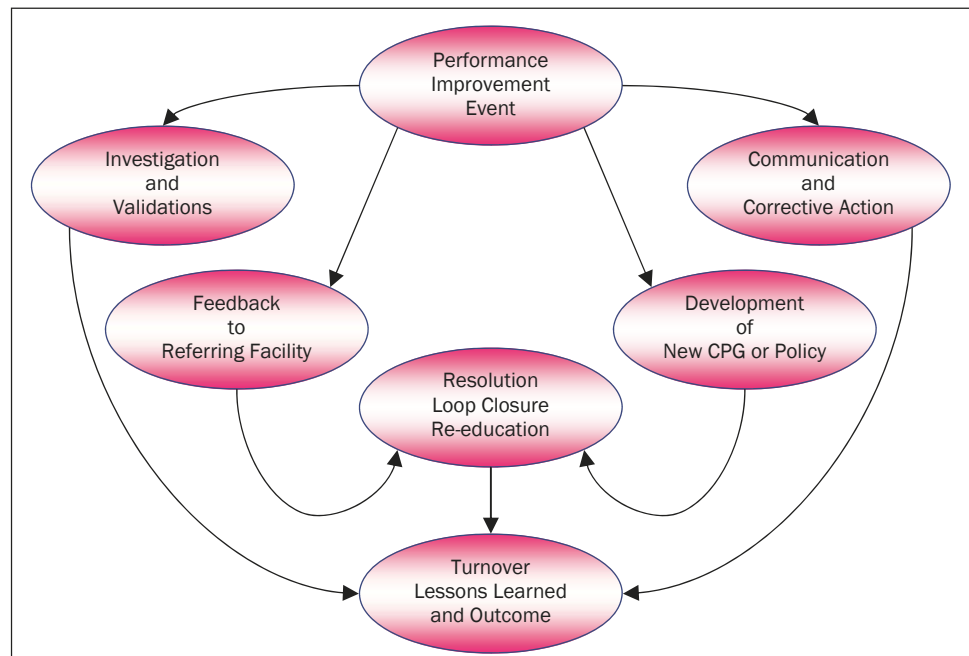 Performance
Improvement
Event
Investigation
and
Validations
Communication
and
Corrective Action
Feedback
to
Referring Facility
Development
of
New CPG or Policy
Resolution
Loop Closure
Re-education
Turnover
Lessons Learned
and Outcome